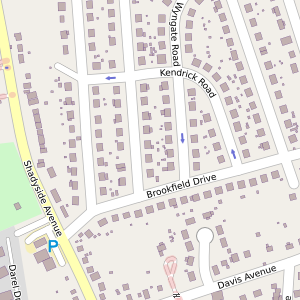 Wyngate Road
Kendrick Road
Shadyside Avenue
Brookfield Drive
P
Davis Avenue